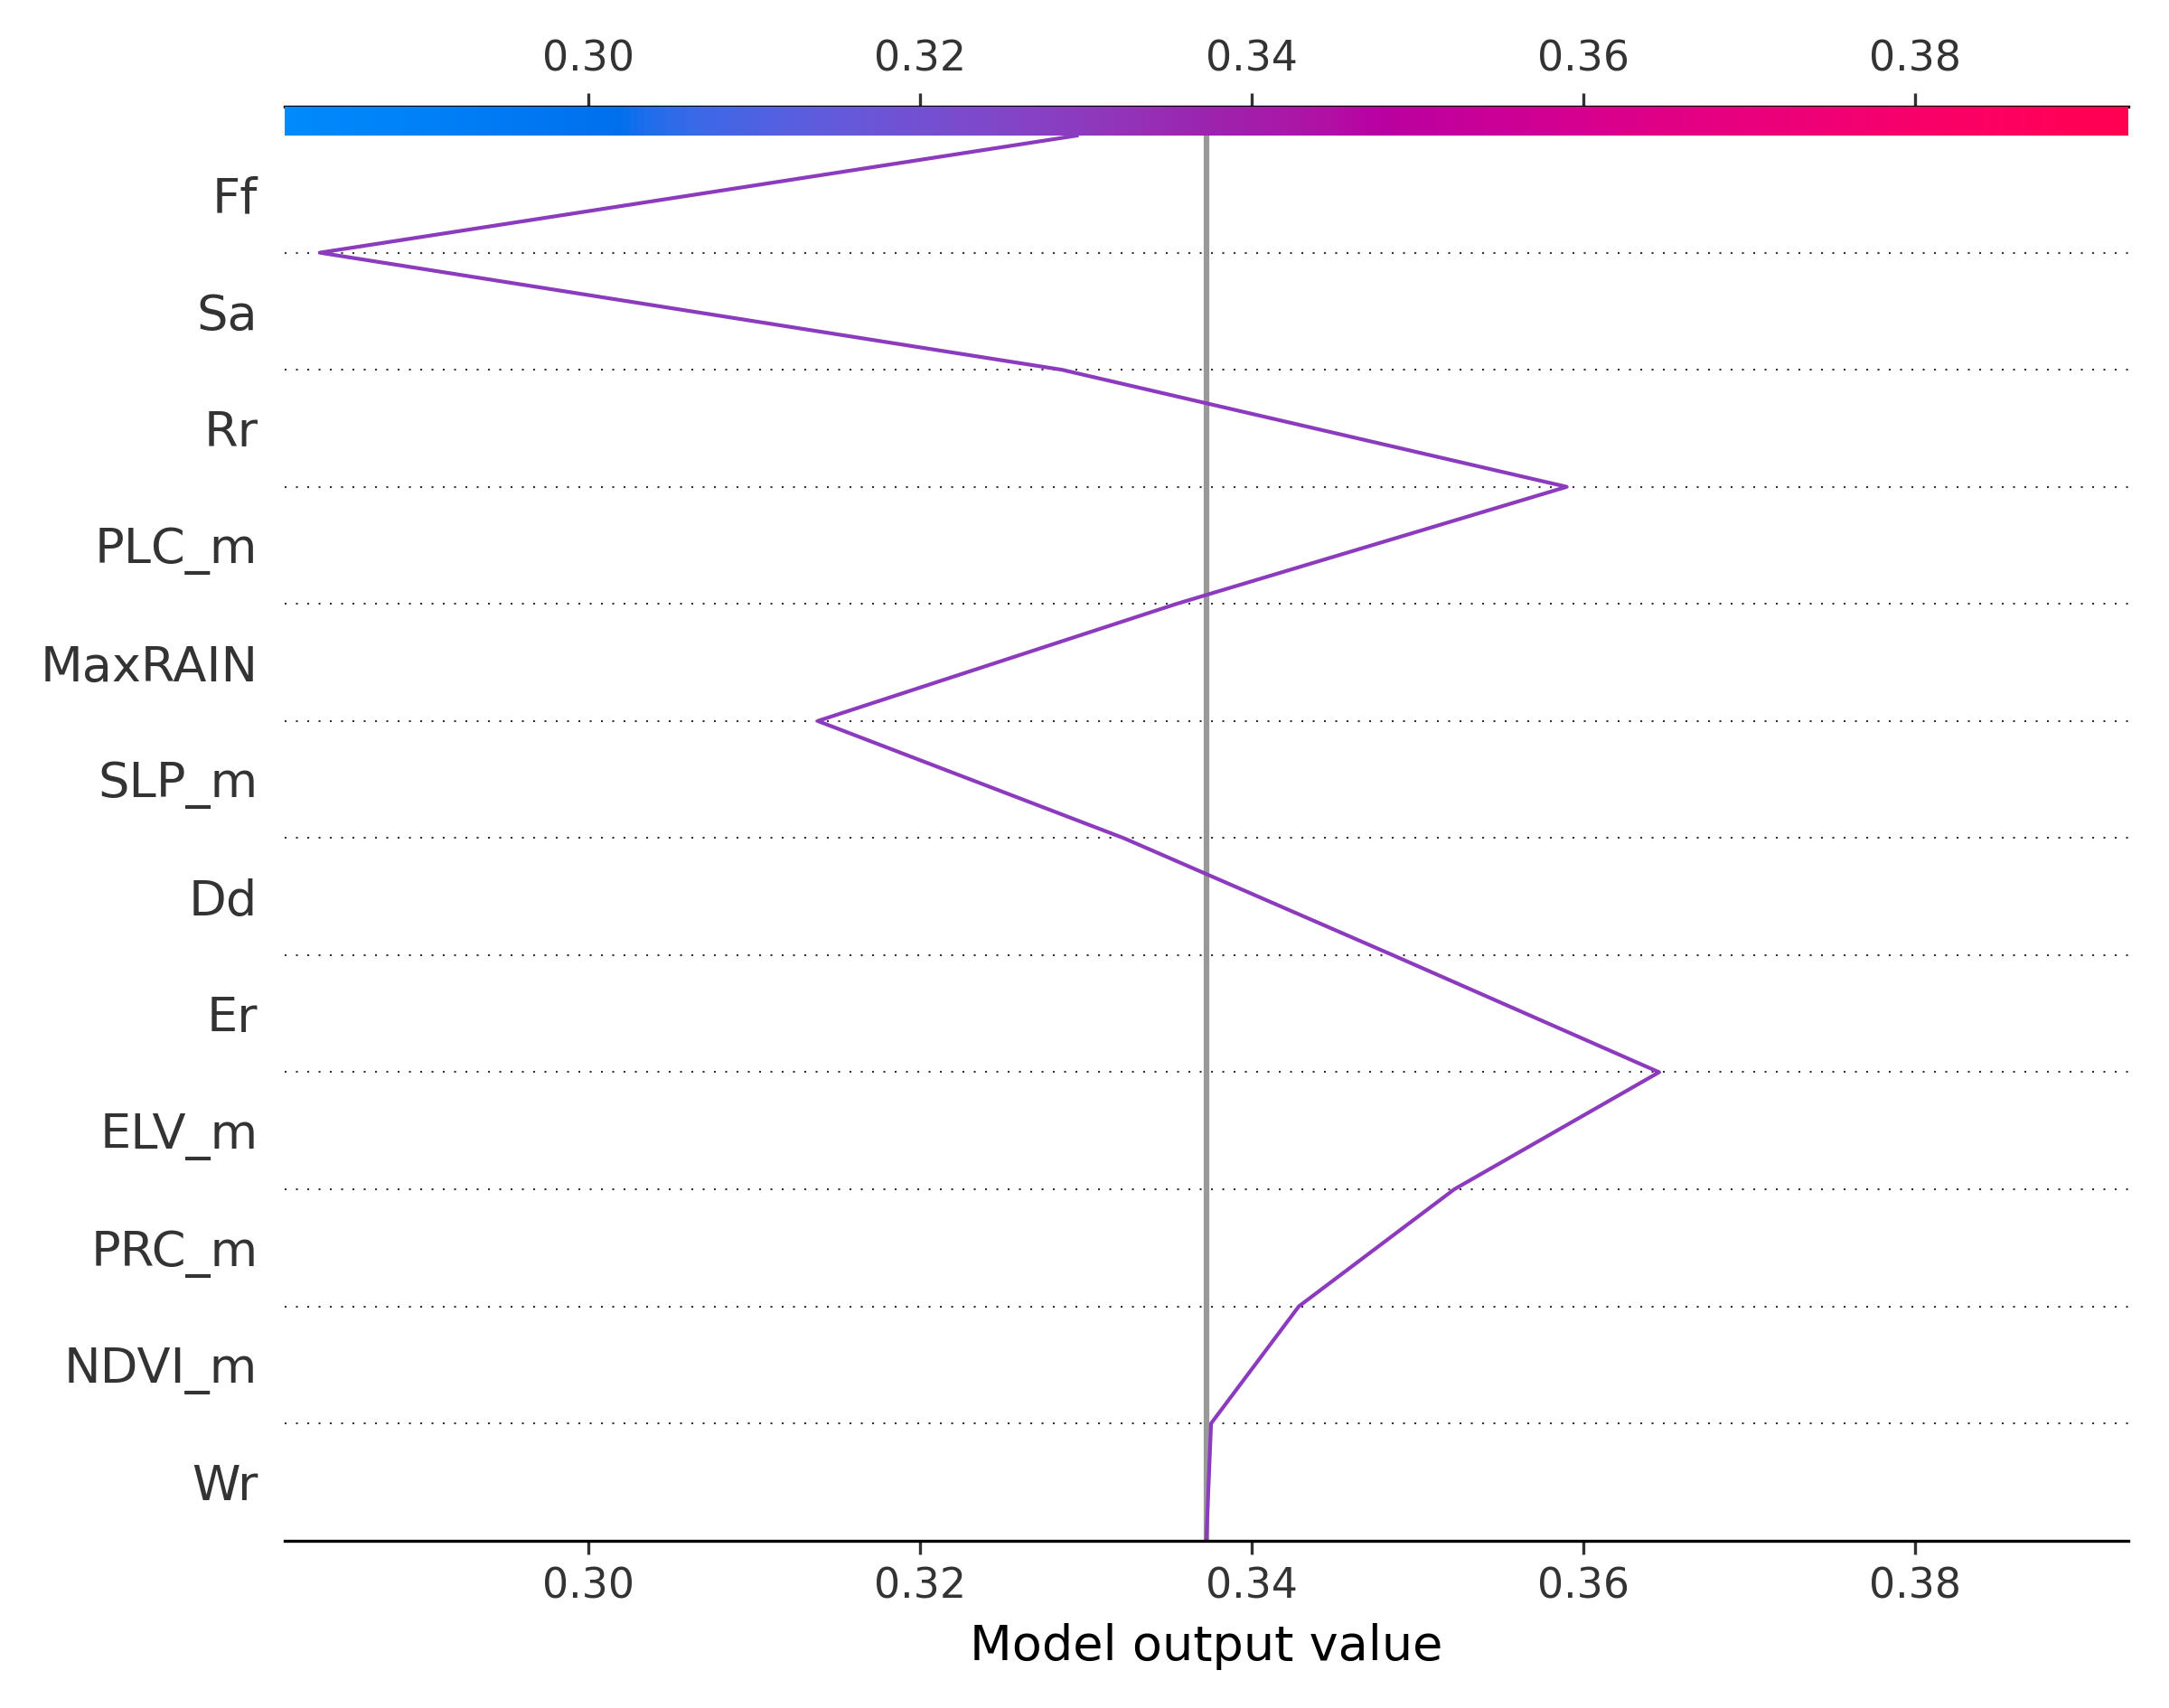 0.30 0.32 0.34 0.36 0.38
Ff
Sa
Rr
PLC_m
MaxRAIN
SLP_m
Dd
Er
ELV_m
PRC_m
NDVI_m
Wr
0.30 0.32 0.34 0.36 0.38
Model output value